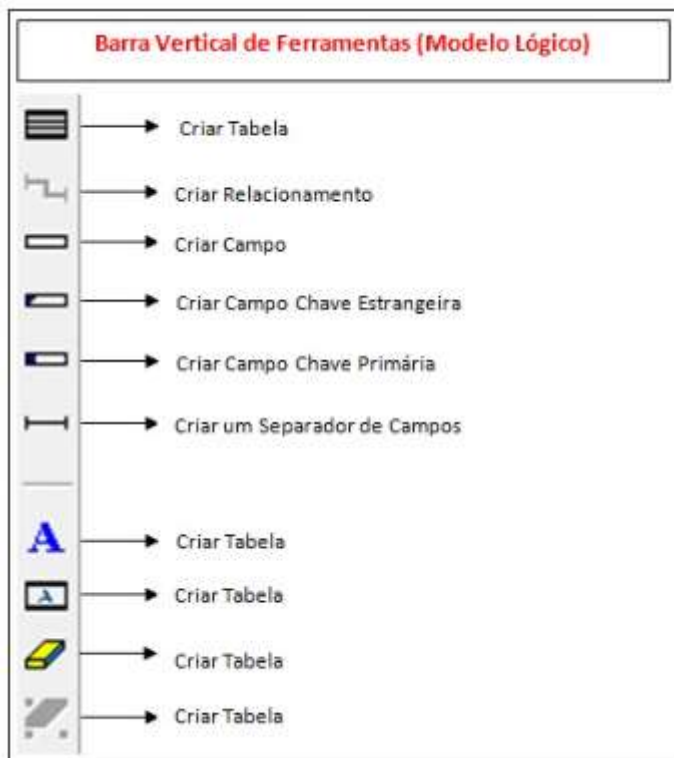 Barra Vertical de Ferramentas (Modelo Lógico)
Criar Tabela
Criar Relacionamento
Criar Campo
Criar Campo Chave Estrangeira
Criar Campo Chave Primária
Criar um Separador de Campos
A
Criar Tabela
A
Criar Tabela
Criar Tabela
Criar Tabela